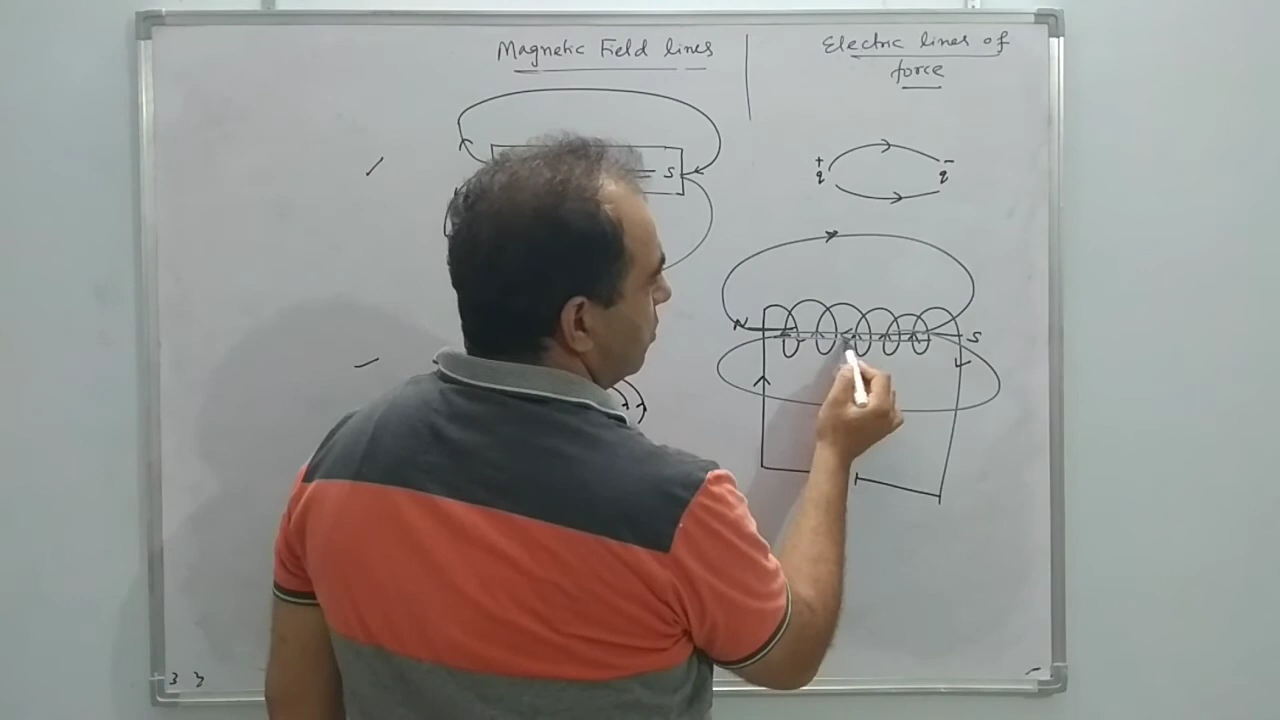 Magnetic Field lines
Electric lines of
force
S
+ -
q q
N S